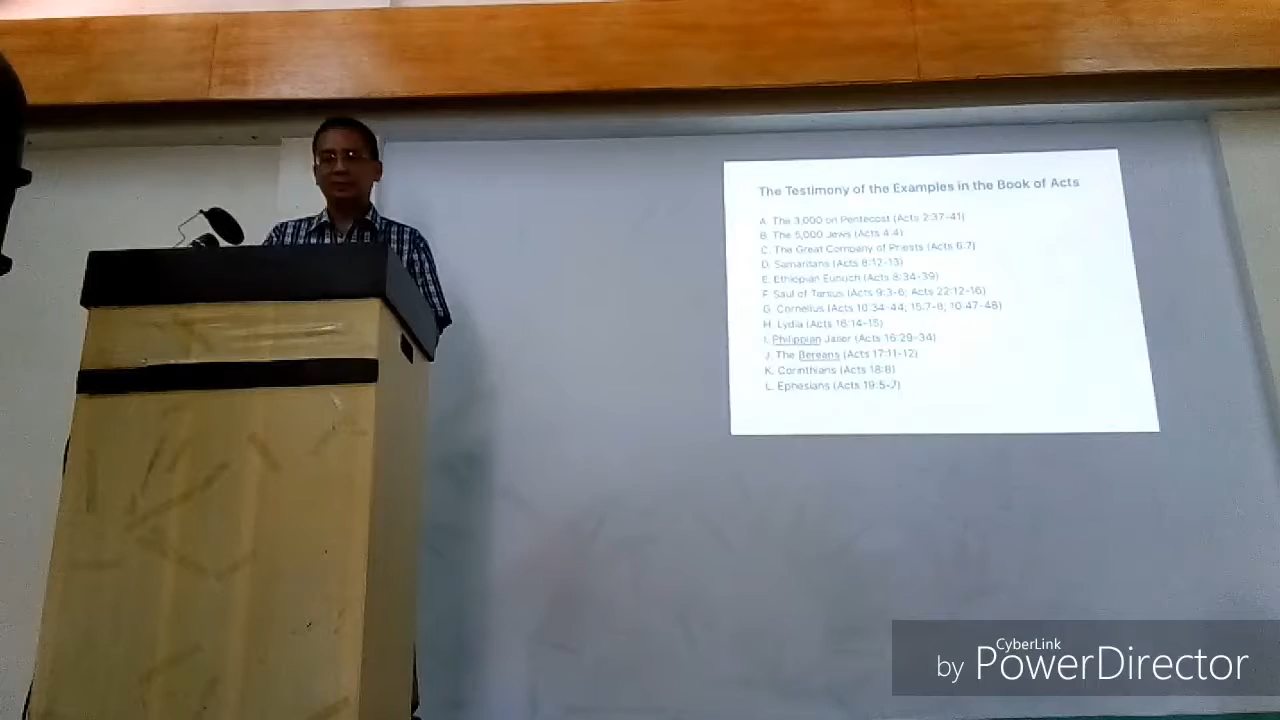 The Testimony of the Examples in the Book of Acts
A. The 3,000 on Pentecost (Acts 2:37-41)
B. The 5,000 Jews (Acts 4:4)
C. The Great Company of Priests (Acts 6:7)
D. Samaritans (Acts 8:12-13)
E. Ethiopian Eunuch (Acts 8:34-39)
F. Saul of Tarsus (Acts 9:3-6; Acts 22:12-16)
G. Cornelius (Acts 10:34-44; 15:7-8; 10:47-48)
H. Lydia (Acts 16:14-15)
I. Philippian Jailer (Acts 16:29-34)
J. The Bereans (Acts 17:11-12)
K. Corinthians (Acts 18:8)
L. Ephesians (Acts 19:5-7)
CyberLink
by PowerDirector